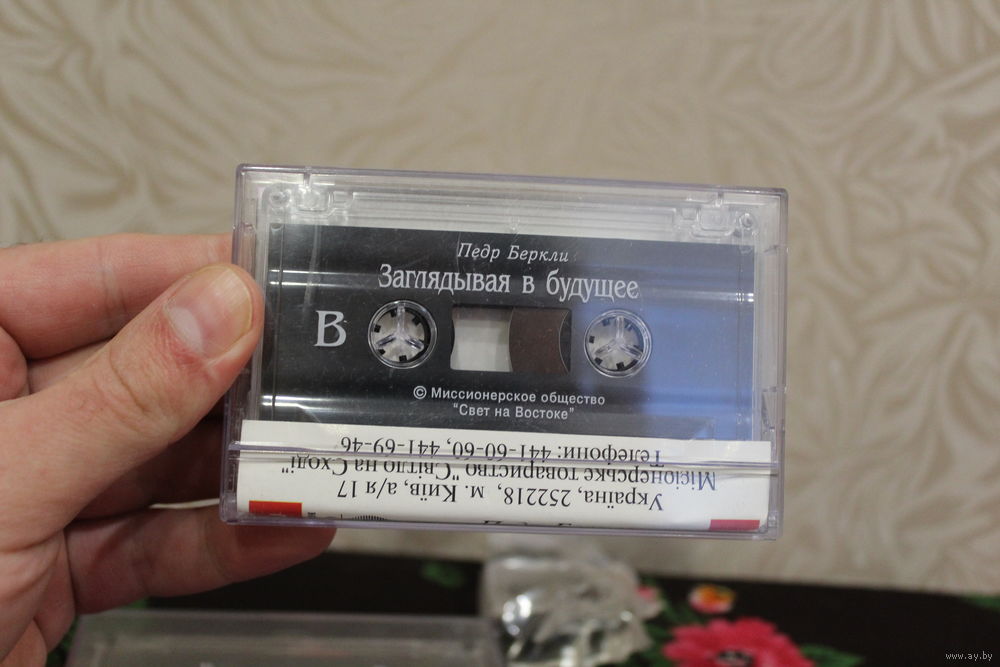 Педр Беркли
Заглядывая в будущее
B
© Миссионерское общество
"Свет на Востоке"
Україна, 252218, м. Київ, а/я 17
Місіонерське товариство "Світло на Сході"
Телефони: 441-60-60, 441-69-46
www.ay.by